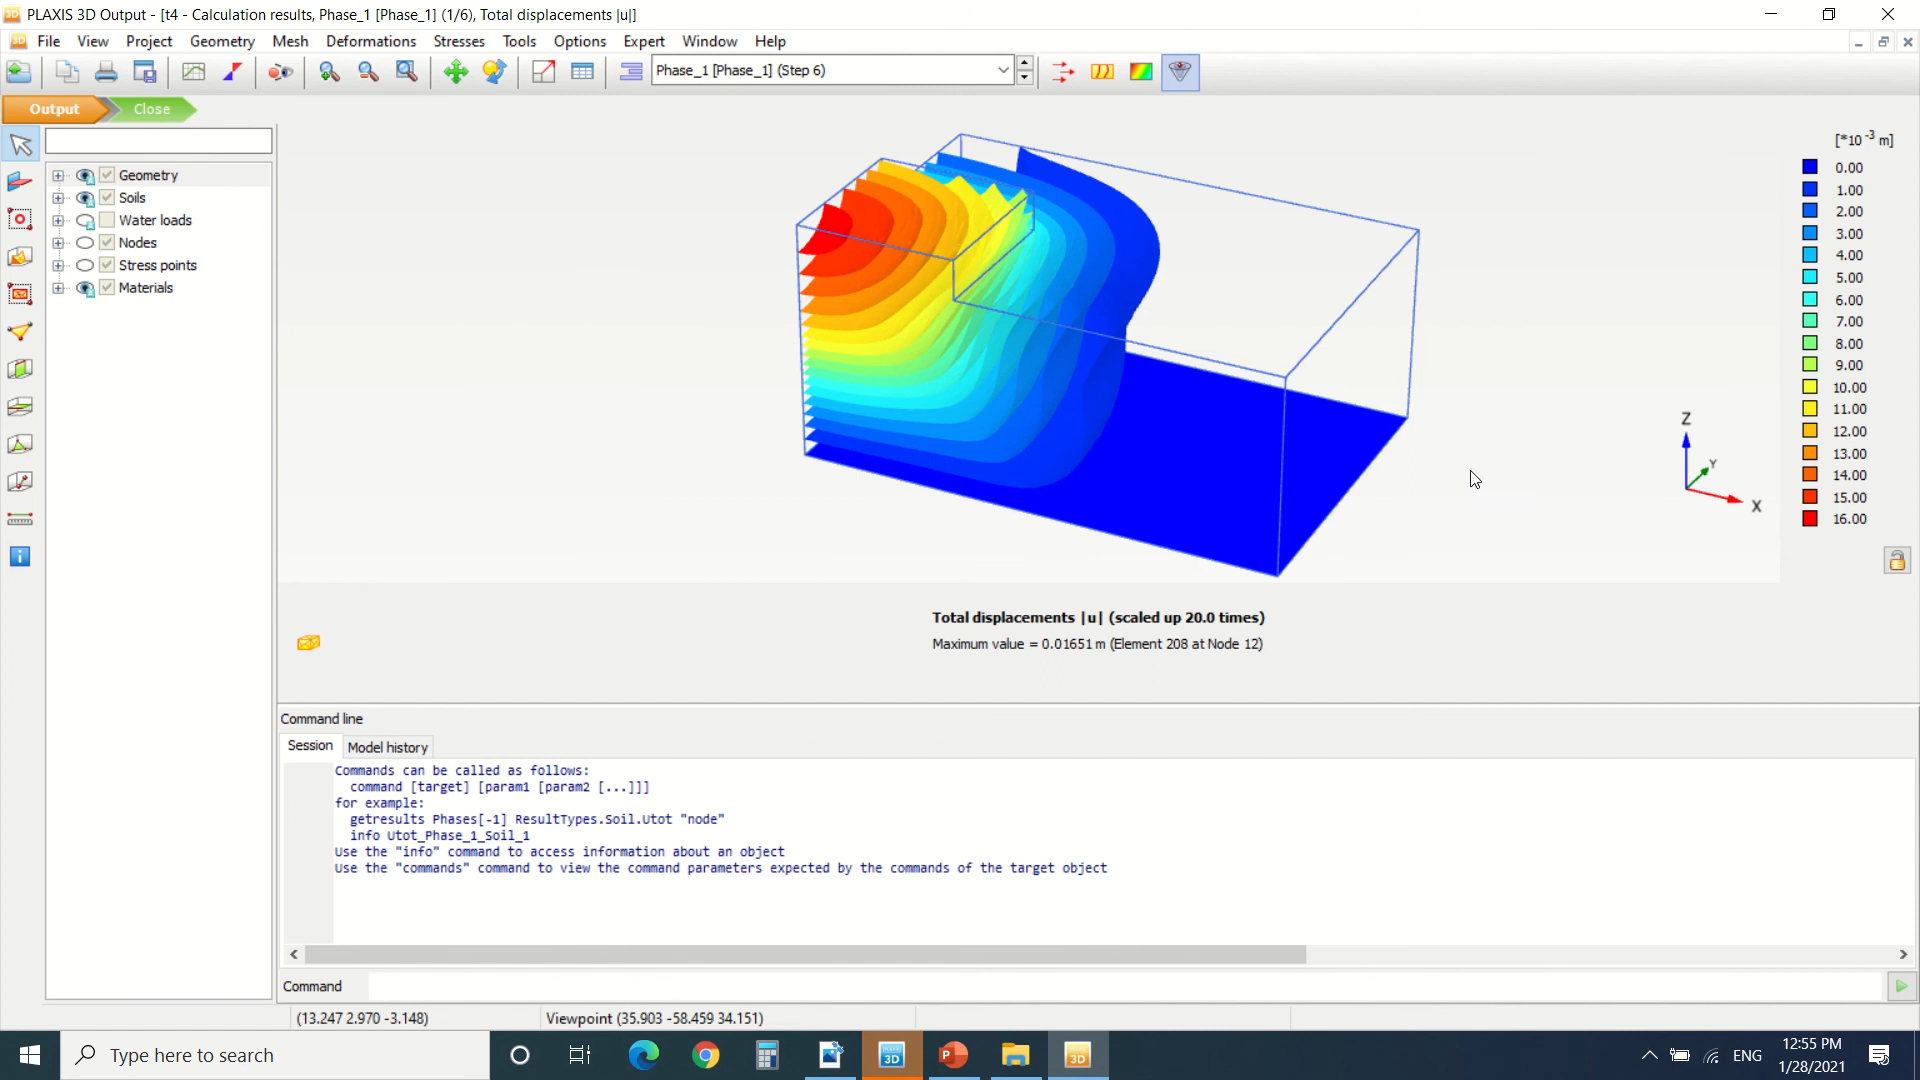 PLAXIS 3D Output - [t4 - Calculation results, Phase_1 [Phase_1] (1/6), Total displacements |u|]
File View Project Geometry Mesh Deformations Stresses Tools Options Expert Window Help
Phase_1 [Phase_1] (Step 6)
Output Close
Geometry
Soils
Water loads
Nodes
Stress points
Materials
[*10⁻³ m]
0.00
1.00
2.00
3.00
4.00
5.00
6.00
7.00
8.00
9.00
10.00
11.00
12.00
13.00
14.00
15.00
16.00
Z
Y
X
Total displacements |u| (scaled up 20.0 times)
Maximum value = 0.01651 m (Element 208 at Node 12)
Command line
Session Model history
Commands can be called as follows:
command [target] [param1 [param2 [...]]]
for example:
getresults Phases[-1] ResultTypes.Soil.Utot "node"
info Utot_Phase_1_Soil_1
Use the "info" command to access information about an object
Use the "commands" command to view the command parameters expected by the commands of the target object
Command
(13.247 2.970 -3.148) Viewpoint (35.903 -58.459 34.151)
Type here to search
3D
P
3D
ENG
12:55 PM
1/28/2021